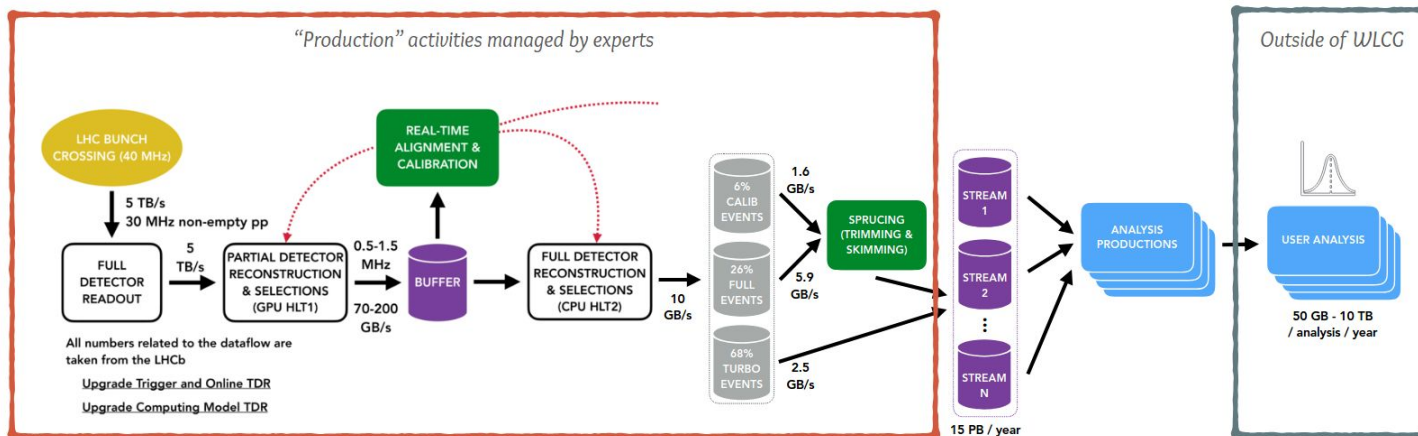 “Production” activities managed by experts
Outside of WLCG
LHC BUNCH
CROSSING (40 MHz)
5 TB/s
30 MHz non-empty pp
FULL
DETECTOR
READOUT
5
TB/s
PARTIAL DETECTOR
RECONSTRUCTION
& SELECTIONS
(GPU HLT1)
0.5-1.5
MHz
70-200
GB/s
REAL-TIME
ALIGNMENT &
CALIBRATION
BUFFER
FULL DETECTOR
RECONSTRUCTION
& SELECTIONS
(CPU HLT2)
10
GB/s
6%
CALIB
EVENTS
26%
FULL
EVENTS
68%
TURBO
EVENTS
1.6
GB/s
5.9
GB/s
2.5
GB/s
SPRUCING
(TRIMMING &
SKIMMING)
STREAM
1
STREAM
2
STREAM
N
15 PB / year
ANALYSIS
PRODUCTIONS
USER ANALYSIS
50 GB - 10 TB
/ analysis / year
All numbers related to the dataflow are
taken from the LHCb
Upgrade Trigger and Online TDR
Upgrade Computing Model TDR